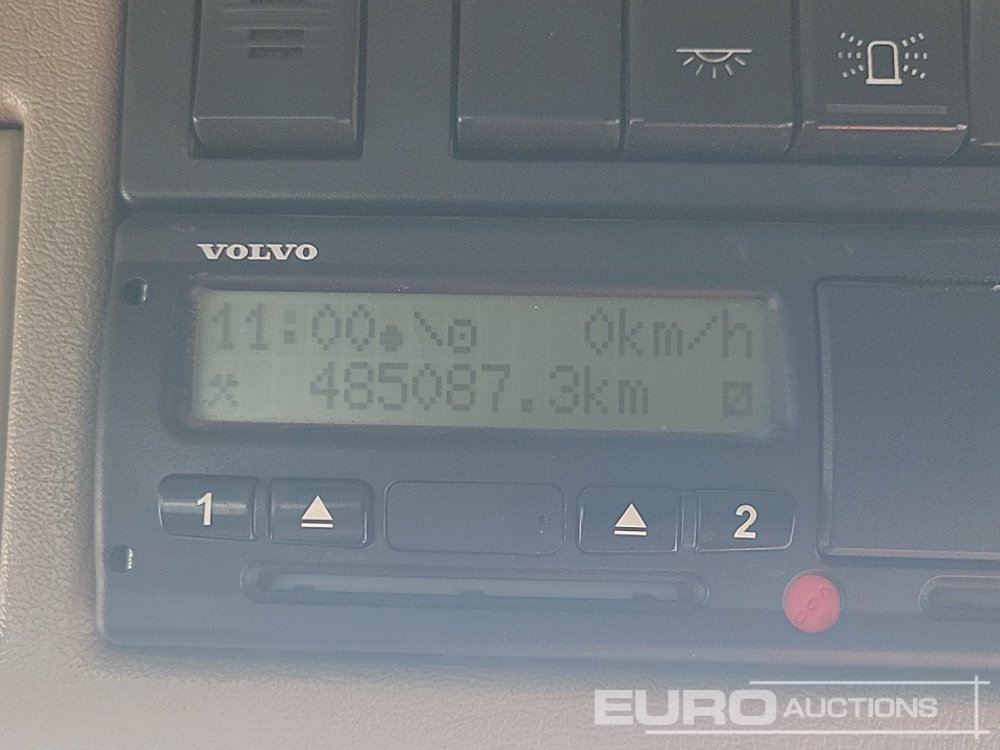 VOLVO
11:00 0km/h
485087.3km
1 2
EURO AUCTIONS